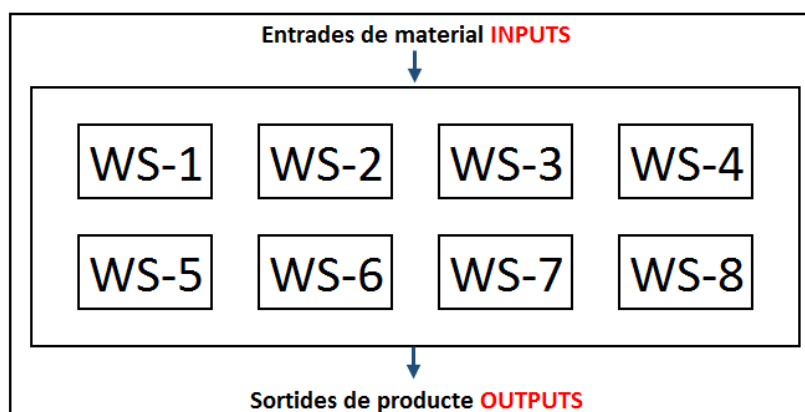 Entrades de material INPUTS
WS-1 WS-2 WS-3 WS-4
WS-5 WS-6 WS-7 WS-8
Sortides de producte OUTPUTS